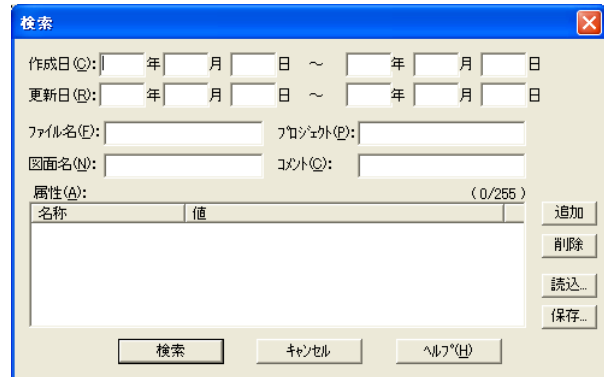 検索
作成日(C): 年 月 日 ～ 年 月 日
更新日(R): 年 月 日 ～ 年 月 日
ﾌｧｲﾙ名(F): ﾌﾟﾛｼﾞｪｸﾄ(P):
図面名(N): ｺﾒﾝﾄ(C):
属性(A): (0/255)
名称 値
追加
削除
読込...
保存...
検索 ｷｬﾝｾﾙ ﾍﾙﾌﾟ(H)